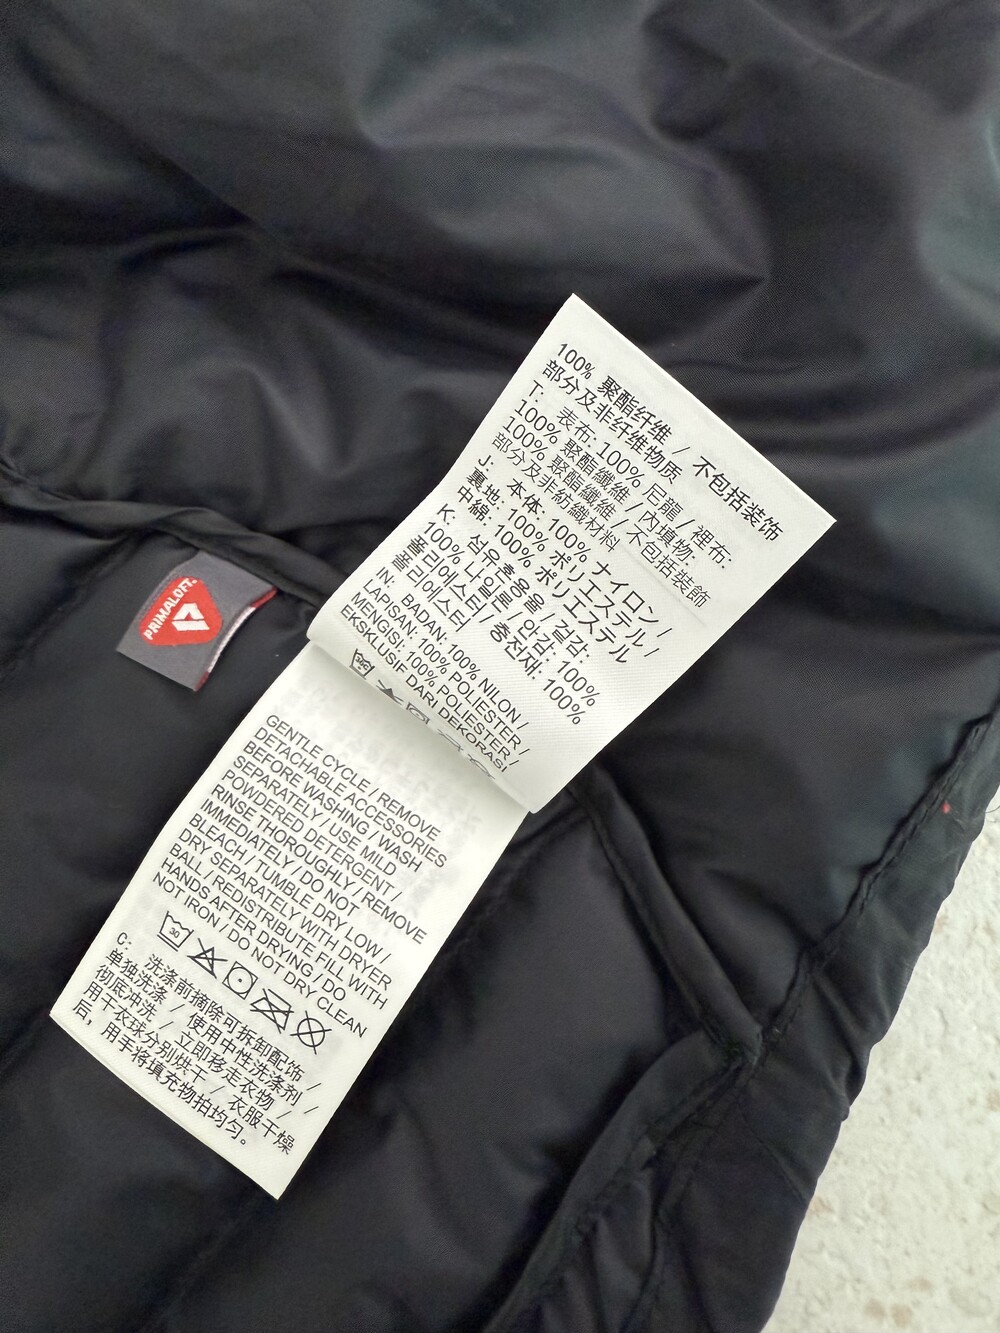 100% 聚酯纤维 / 不包括装饰
部分及非纤维物质
T: 表布: 100% 尼龍 / 裡布:
100% 聚酯纖維 / 內填物:
100% 聚酯纖維 / 不包括裝飾
部分及非紡織材料
J: 本体: 100% ナイロン /
裏地: 100% ポリエステル /
中綿: 100% ポリエステル
K: 섬유혼용율 / 겉감:
100% 나일론 / 안감: 100%
폴리에스터 / 충전재: 100%
폴리에스터
IN: BADAN: 100% NILON /
LAPISAN: 100% POLIESTER /
MENGISI: 100% POLIESTER /
EKSKLUSIF DARI DEKORASI
PRIMALOFT
GENTLE CYCLE / REMOVE
DETACHABLE ACCESSORIES
BEFORE WASHING / WASH
SEPARATELY / USE MILD
POWDERED DETERGENT /
RINSE THOROUGHLY / REMOVE
IMMEDIATELY / DO NOT
BLEACH / TUMBLE DRY LOW /
DRY SEPARATELY WITH DRYER
BALL / REDISTRIBUTE FILL WITH
HANDS AFTER DRYING / DO
NOT IRON / DO NOT DRY CLEAN
30
C: 洗涤前摘除可拆卸配饰 /
单独洗涤 / 使用中性洗涤剂 /
彻底冲洗 / 立即移走衣物 /
用干衣球分别烘干 / 衣服干燥
后, 用手将填充物拍均匀。